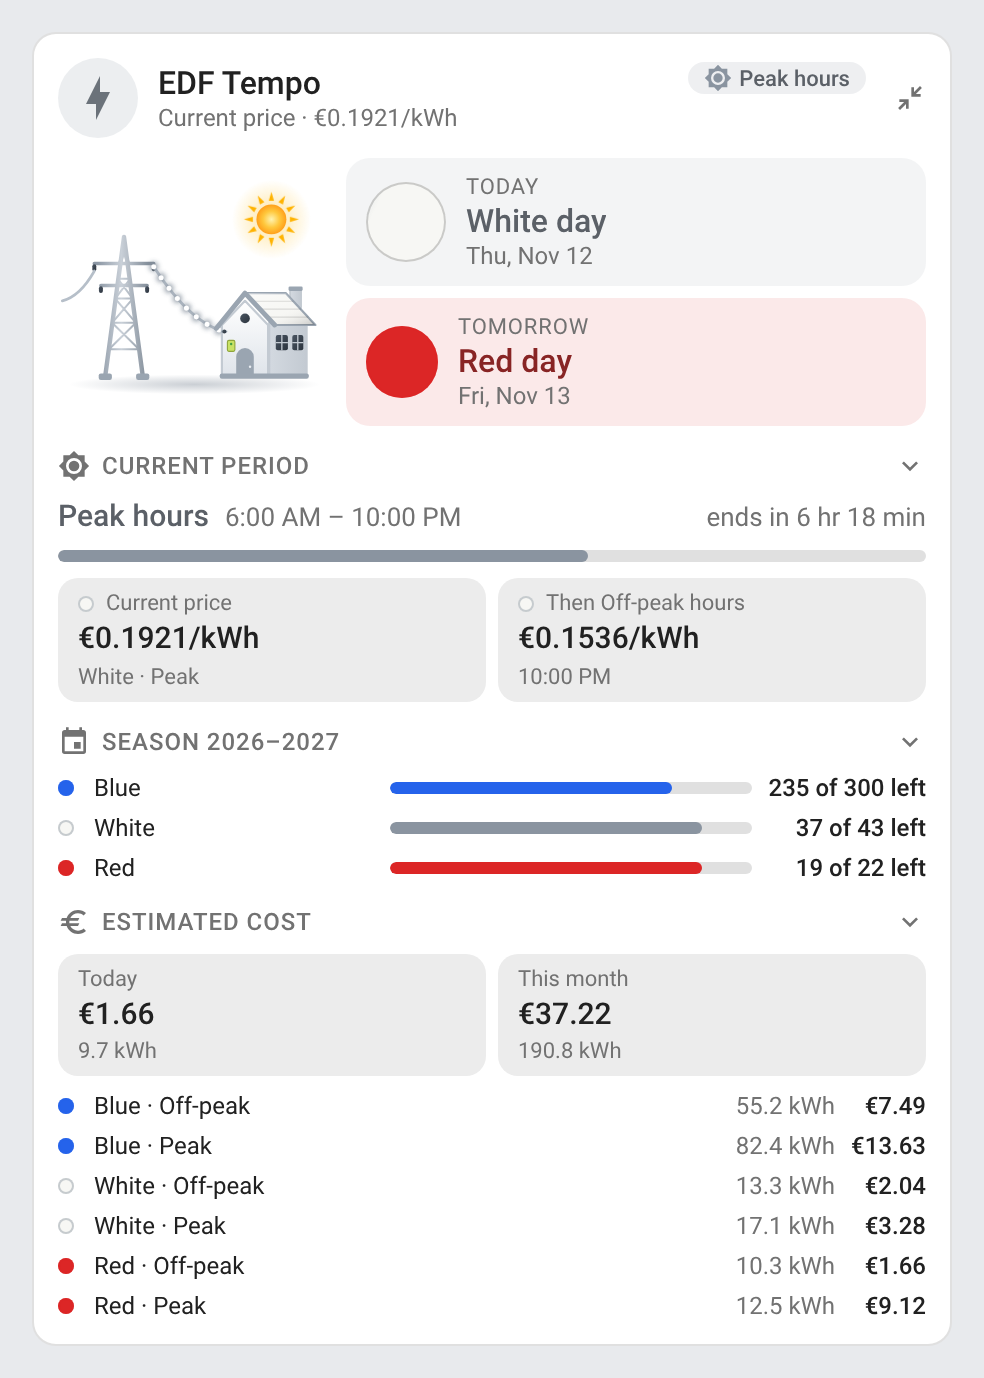 EDF Tempo
Current price · €0.1921/kWh
Peak hours
TODAY
White day
Thu, Nov 12
TOMORROW
Red day
Fri, Nov 13
CURRENT PERIOD
Peak hours 6:00 AM – 10:00 PM ends in 6 hr 18 min
Current price
€0.1921/kWh
White · Peak
Then Off-peak hours
€0.1536/kWh
10:00 PM
SEASON 2026–2027
Blue 235 of 300 left
White 37 of 43 left
Red 19 of 22 left
ESTIMATED COST
Today
€1.66
9.7 kWh
This month
€37.22
190.8 kWh
Blue · Off-peak 55.2 kWh €7.49
Blue · Peak 82.4 kWh €13.63
White · Off-peak 13.3 kWh €2.04
White · Peak 17.1 kWh €3.28
Red · Off-peak 10.3 kWh €1.66
Red · Peak 12.5 kWh €9.12